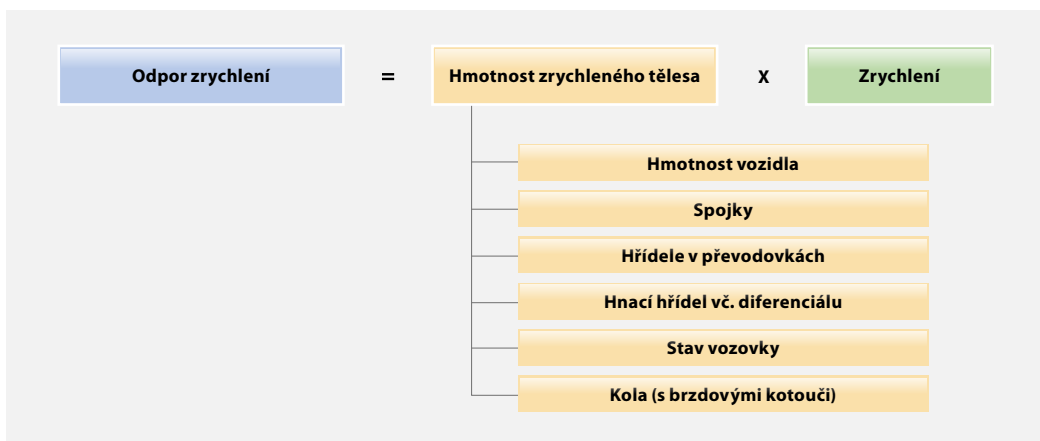 Odpor zrychlení = Hmotnost zrychleného tělesa x Zrychlení
Hmotnost vozidla
Spojky
Hřídele v převodovkách
Hnací hřídel vč. diferenciálu
Stav vozovky
Kola (s brzdovými kotouči)